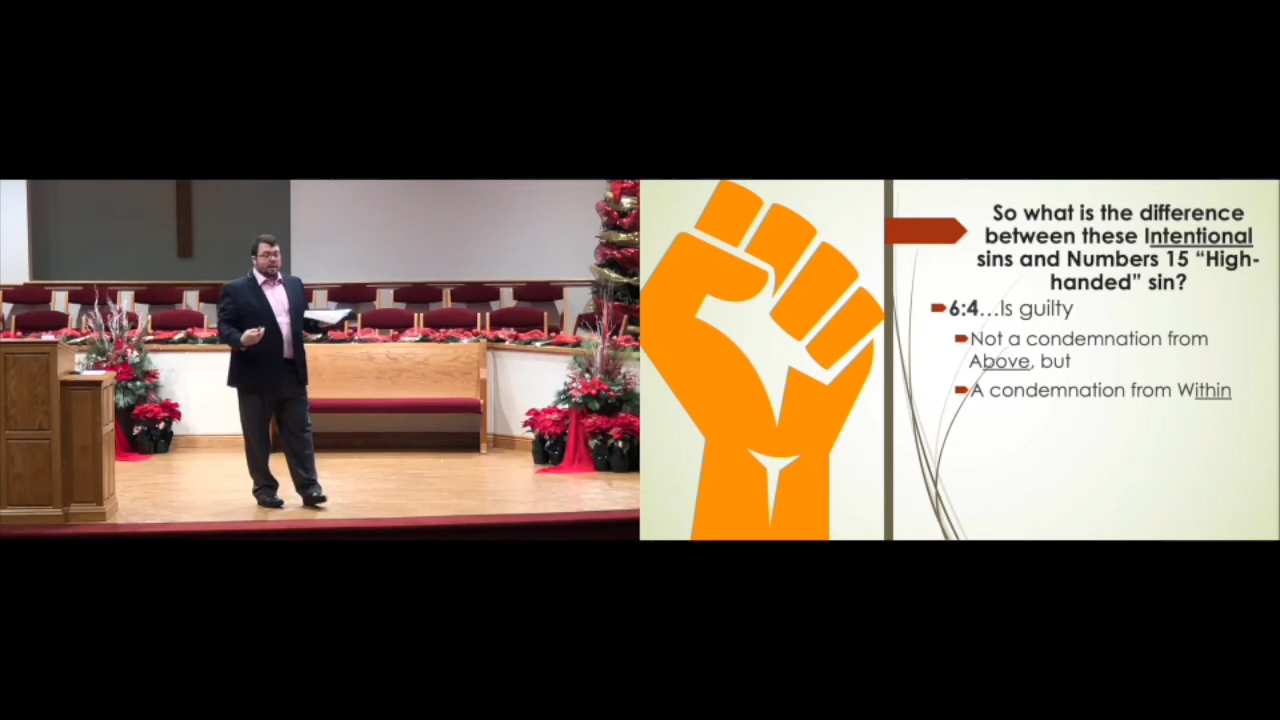 So what is the difference
between these Intentional
sins and Numbers 15 “High-
handed” sin?
6:4…Is guilty
Not a condemnation from
Above, but
A condemnation from Within